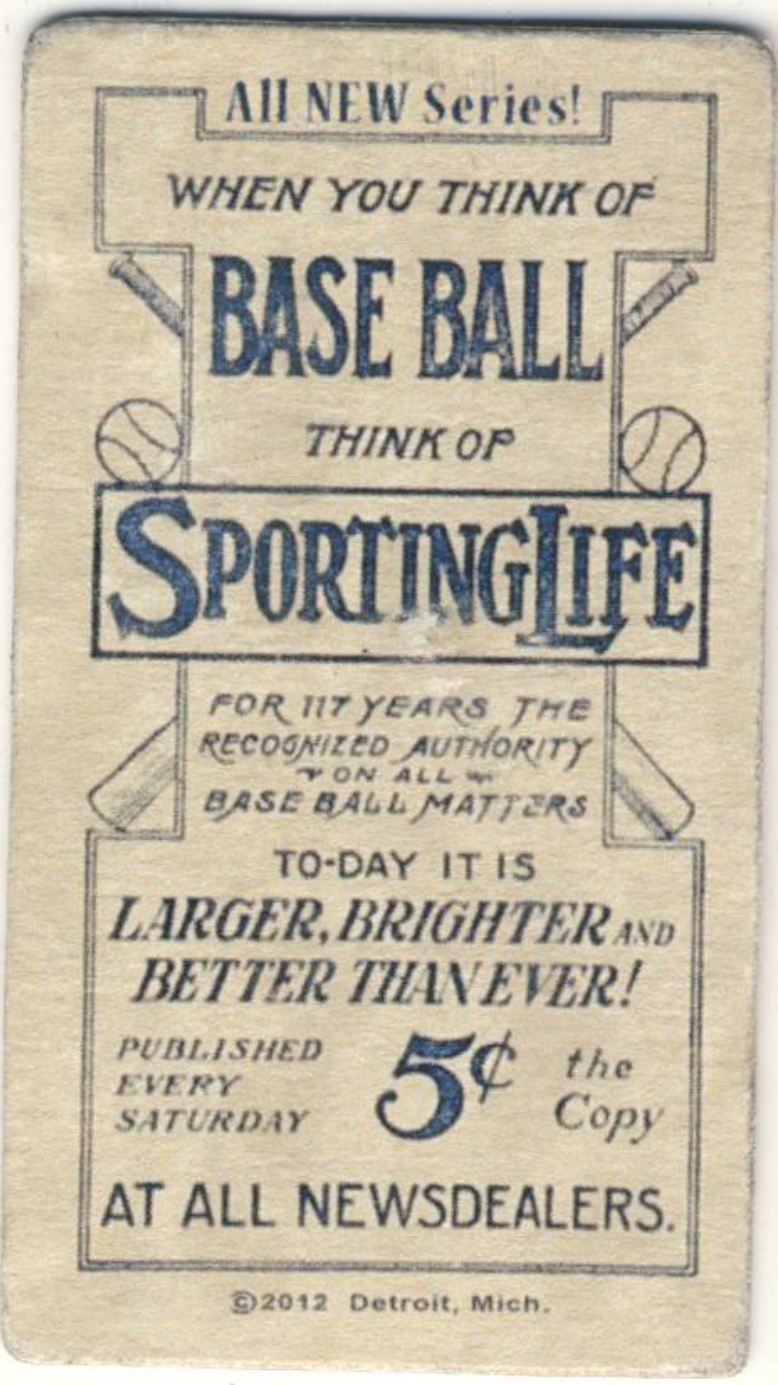 All NEW Series!
WHEN YOU THINK OF
BASE BALL
THINK OF
SPORTING LIFE
FOR 117 YEARS THE
RECOGNIZED AUTHORITY
ON ALL
BASE BALL MATTERS
TO-DAY IT IS
LARGER, BRIGHTER AND
BETTER THAN EVER!
PUBLISHED
EVERY
SATURDAY
5¢
the
Copy
AT ALL NEWSDEALERS.
©2012 Detroit, Mich.